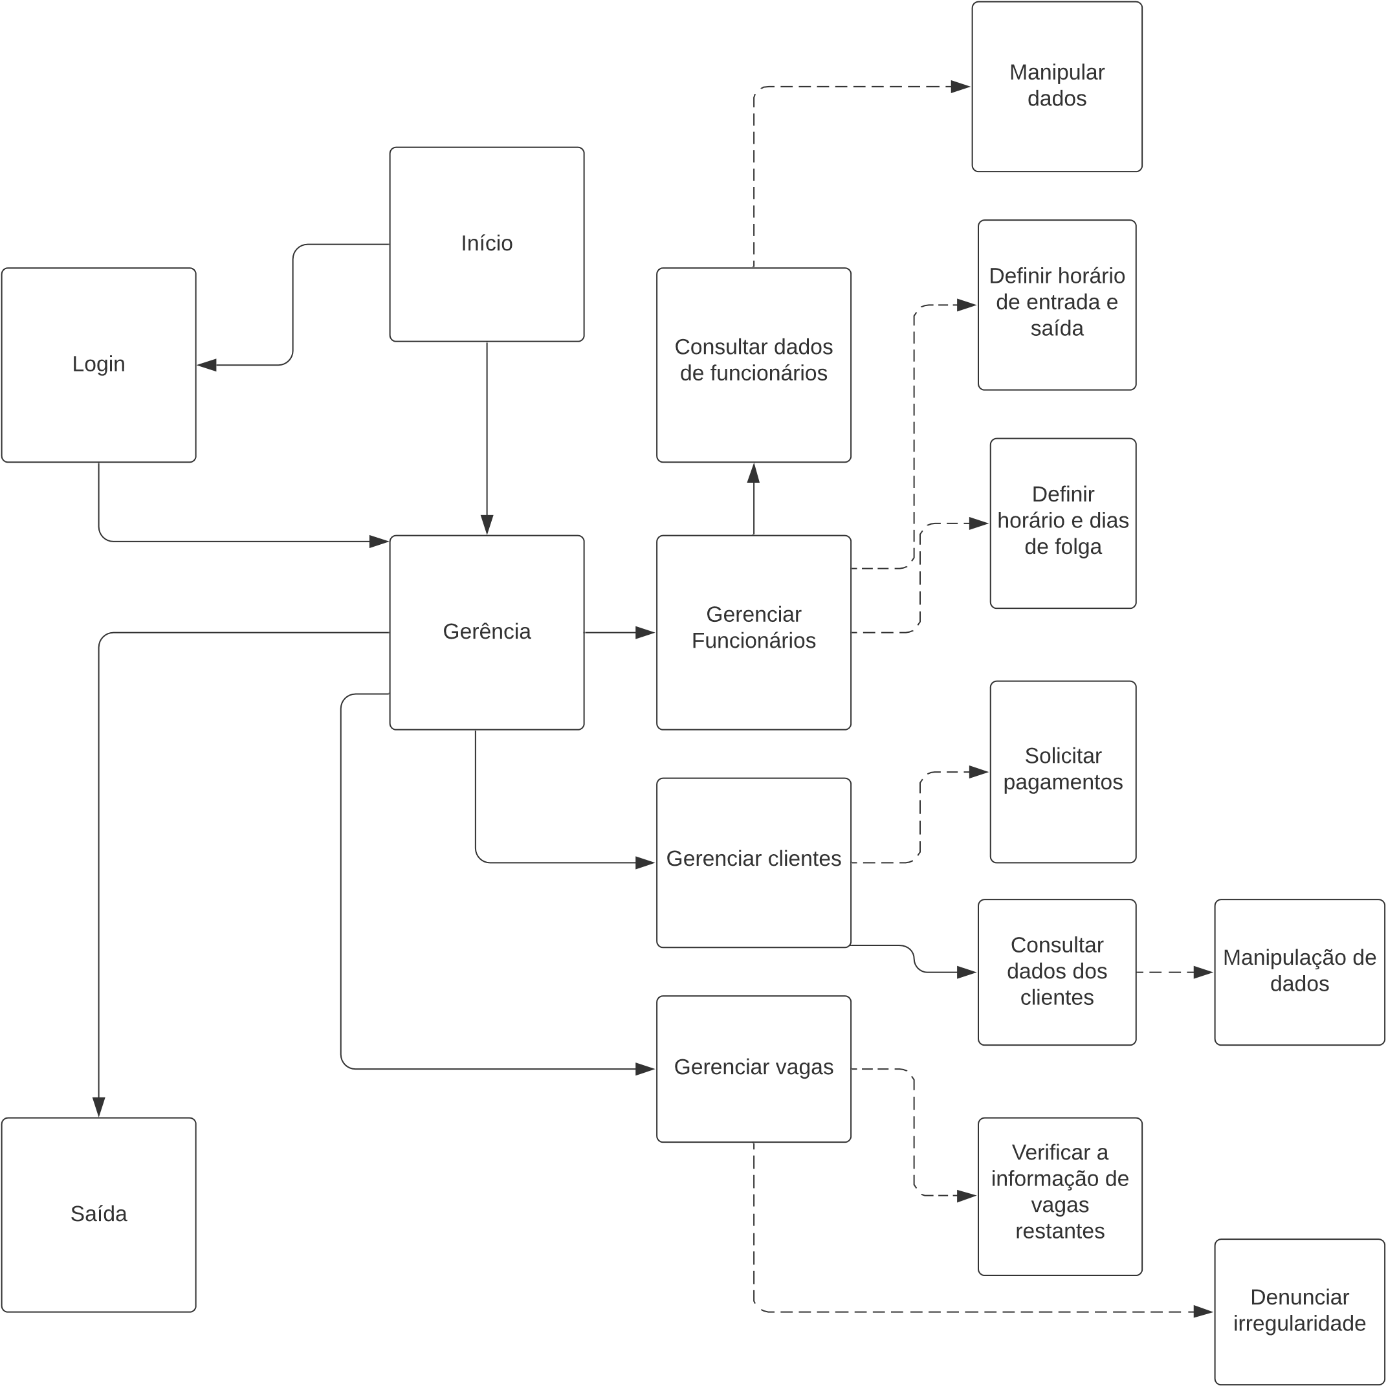 Manipular
dados
Início
Login
Consultar dados
de funcionários
Definir horário
de entrada e
saída
Definir
horário e dias
de folga
Gerência
Gerenciar
Funcionários
Solicitar
pagamentos
Gerenciar clientes
Consultar
dados dos
clientes
Manipulação de
dados
Gerenciar vagas
Verificar a
informação de
vagas
restantes
Saída
Denunciar
irregularidade